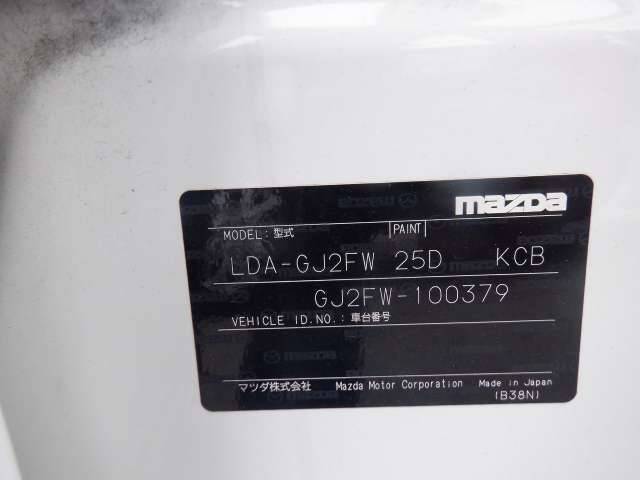 mazda
MODEL:型式 PAINT
LDA-GJ2FW 25D KCB
GJ2FW-100379
VEHICLE ID.NO.:車台番号
マツダ株式会社 Mazda Motor Corporation Made in Japan
(B38N)